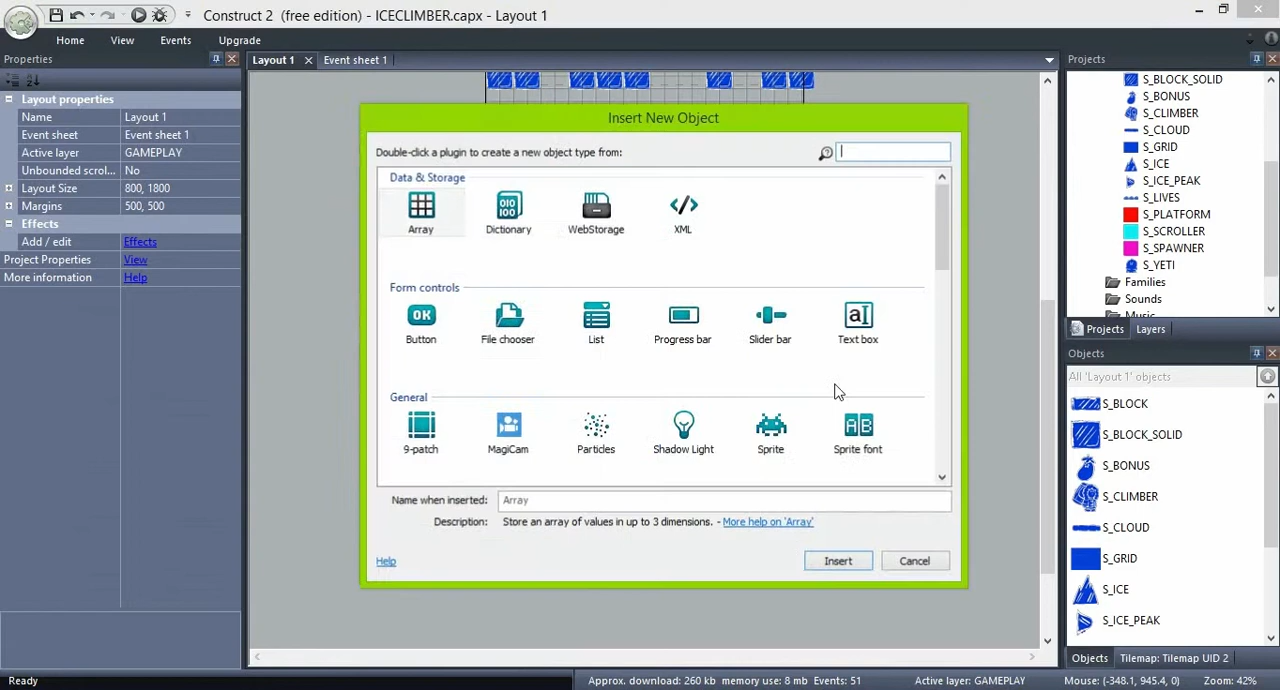 Construct 2 (free edition) - ICECLIMBER.capx - Layout 1
Home View Events Upgrade
Properties
Layout properties
Name Layout 1
Event sheet Event sheet 1
Active layer GAMEPLAY
Unbounded scrol... No
Layout Size 800, 1800
Margins 500, 500
Effects
Add / edit Effects
Project Properties View
More information Help
Layout 1 Event sheet 1
Insert New Object
Double-click a plugin to create a new object type from:
Data & Storage
Array Dictionary WebStorage XML
Form controls
Button File chooser List Progress bar Slider bar Text box
General
9-patch MagiCam Particles Shadow Light Sprite Sprite font
Name when inserted: Array
Description: Store an array of values in up to 3 dimensions. - More help on 'Array'
Help Insert Cancel
Projects
S_BLOCK_SOLID
S_BONUS
S_CLIMBER
S_CLOUD
S_GRID
S_ICE
S_ICE_PEAK
S_LIVES
S_PLATFORM
S_SCROLLER
S_SPAWNER
S_YETI
Families
Sounds
Music
Projects Layers
Objects
All 'Layout 1' objects
S_BLOCK
S_BLOCK_SOLID
S_BONUS
S_CLIMBER
S_CLOUD
S_GRID
S_ICE
S_ICE_PEAK
Objects Tilemap: Tilemap UID 2
Ready Approx. download: 260 kb memory use: 8 mb Events: 51 Active layer: GAMEPLAY Mouse: (-348.1, 945.4, 0) Zoom: 42%